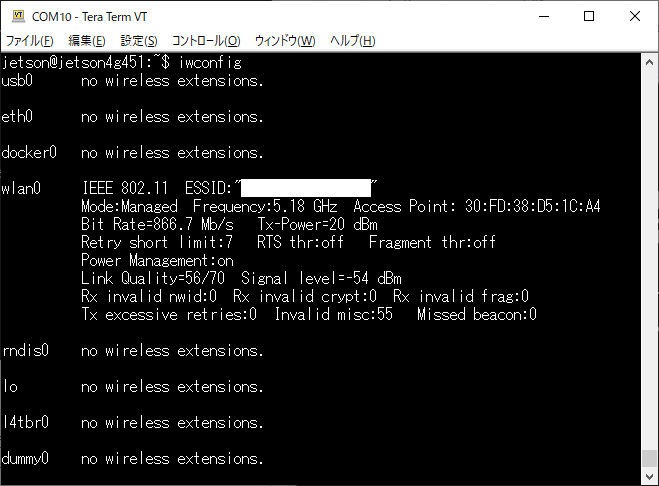 COM10 - Tera Term VT
ファイル(F) 編集(E) 設定(S) コントロール(O) ウィンドウ(W) ヘルプ(H)
jetson@jetson4g451:~$ iwconfig
usb0      no wireless extensions.
eth0      no wireless extensions.
docker0   no wireless extensions.
wlan0     IEEE 802.11  ESSID:"                "
Mode:Managed  Frequency:5.18 GHz  Access Point: 30:FD:38:D5:1C:A4
Bit Rate=866.7 Mb/s   Tx-Power=20 dBm
Retry short limit:7   RTS thr:off   Fragment thr:off
Power Management:on
Link Quality=56/70  Signal level=-54 dBm
Rx invalid nwid:0  Rx invalid crypt:0  Rx invalid frag:0
Tx excessive retries:0  Invalid misc:55   Missed beacon:0
rndis0    no wireless extensions.
lo        no wireless extensions.
l4tbr0    no wireless extensions.
dummy0    no wireless extensions.